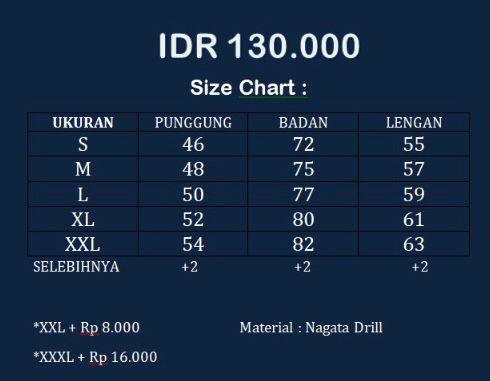 IDR 130.000
Size Chart :
UKURAN PUNGGUNG BADAN LENGAN
S 46 72 55
M 48 75 57
L 50 77 59
XL 52 80 61
XXL 54 82 63
SELEBIHNYA +2 +2 +2
*XXL + Rp 8.000 Material : Nagata Drill
*XXXL + Rp 16.000